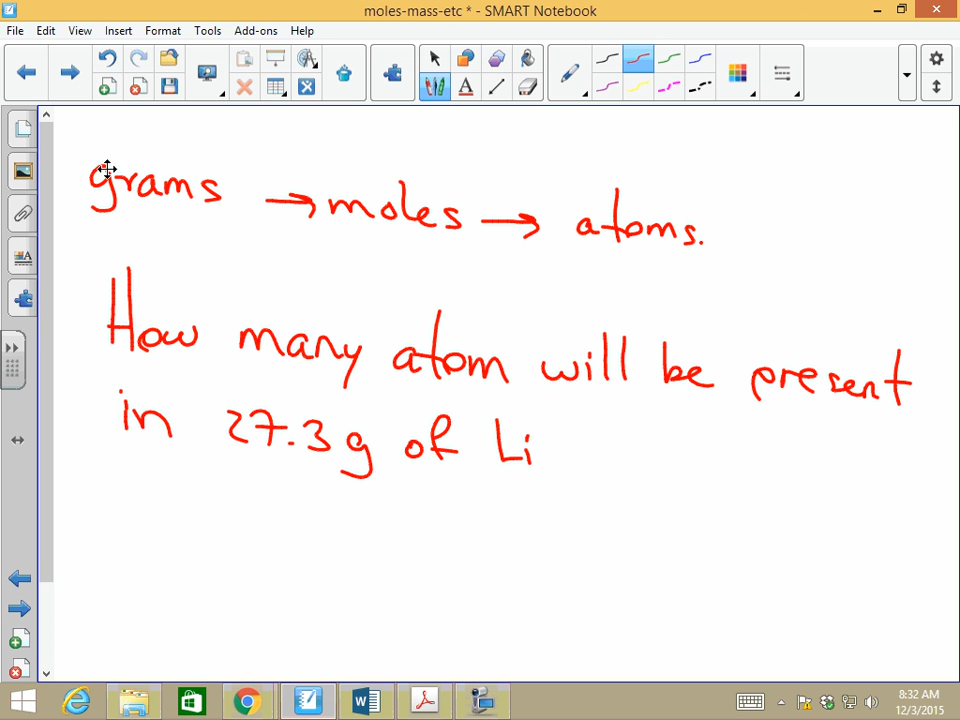 moles-mass-etc * - SMART Notebook
File Edit View Insert Format Tools Add-ons Help
grams → moles → atoms.
How many atom will be present
in 27.3 g of Li
8:32 AM
12/3/2015